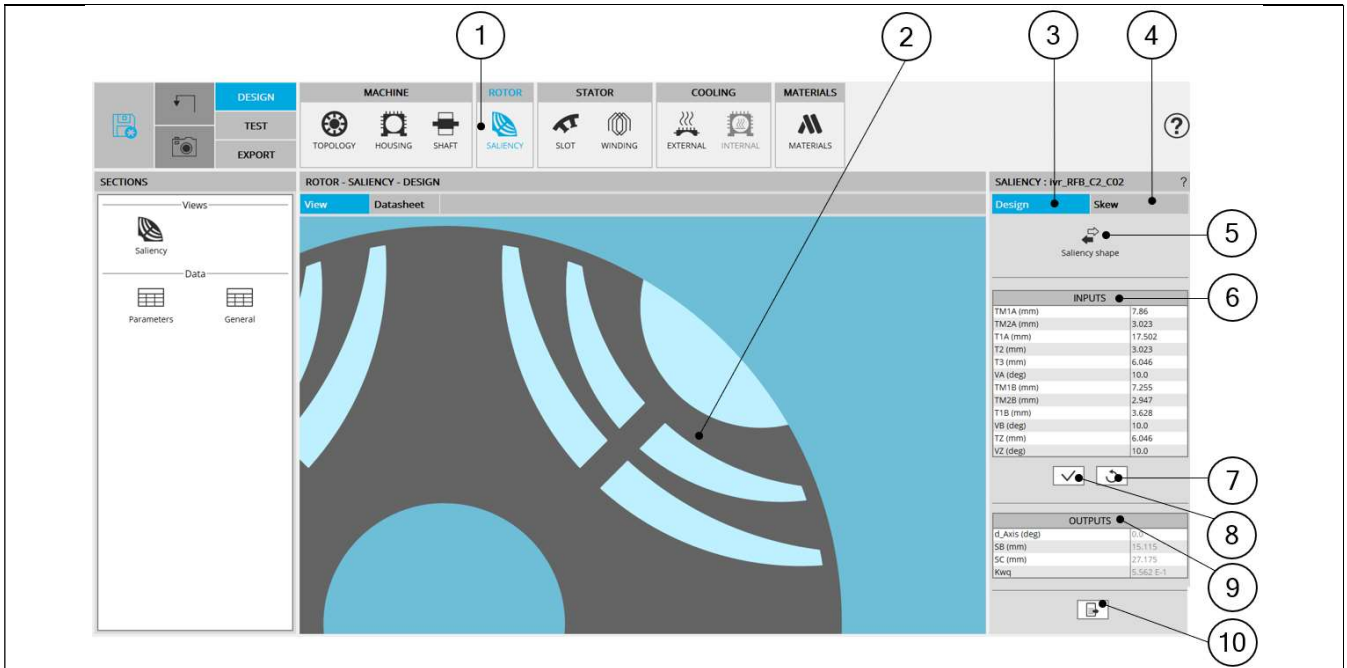 1
2
3
4
DESIGN
TEST
EXPORT
MACHINE
ROTOR
STATOR
COOLING
MATERIALS
TOPOLOGY
HOUSING
SHAFT
SALIENCY
SLOT
WINDING
EXTERNAL
INTERNAL
MATERIALS
?
SECTIONS
ROTOR - SALIENCY - DESIGN
SALIENCY : ivr_RFB_C2_C02
?
Views
View
Datasheet
Design
Skew
Saliency
Saliency shape
5
Data
Parameters
General
INPUTS
6
TM1A (mm) 7.86
TM2A (mm) 3.023
T1A (mm) 17.502
T2 (mm) 3.023
T3 (mm) 6.046
VA (deg) 10.0
TM1B (mm) 7.255
TM2B (mm) 2.947
T1B (mm) 3.628
VB (deg) 10.0
TZ (mm) 6.046
VZ (deg) 10.0
7
8
OUTPUTS
d_Axis (deg) 0.0
SB (mm) 15.115
SC (mm) 27.175
Kwq 5.562 E-1
9
10